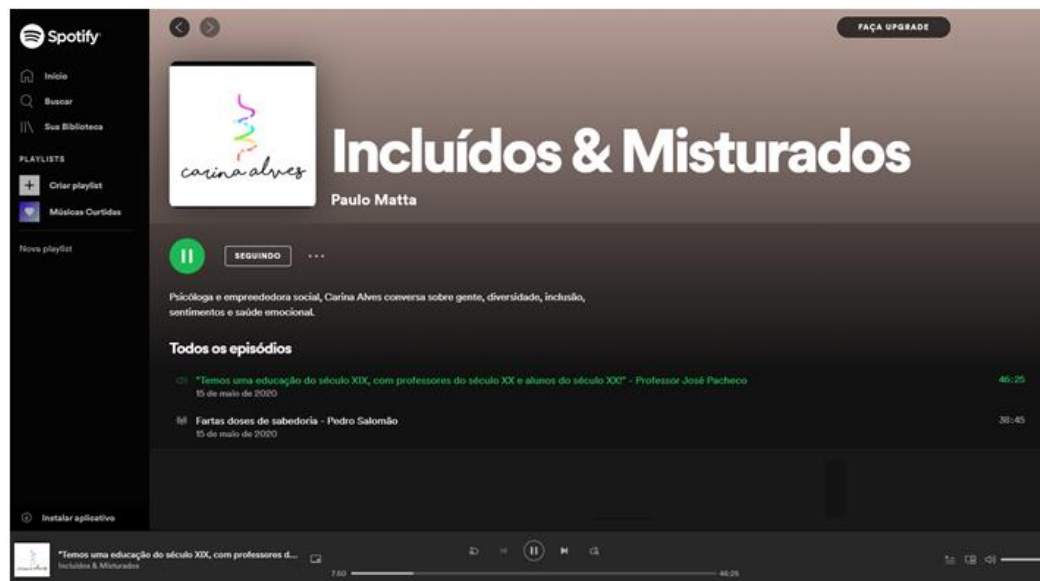 Spotify
Início
Buscar
Sua Biblioteca
PLAYLISTS
Criar playlist
Músicas Curtidas
Nova playlist
Instalar aplicativo
FAÇA UPGRADE
carina alves
Incluídos & Misturados
Paulo Matta
SEGUINDO
Psicóloga e empreendedora social, Carina Alves conversa sobre gente, diversidade, inclusão,
sentimentos e saúde emocional.
Todos os episódios
"Temos uma educação do século XIX, com professores do século XX e alunos do século XXI" - Professor José Pacheco
46:25
15 de maio de 2020
Fartas doses de sabedoria - Pedro Salomão
38:45
15 de maio de 2020
"Temos uma educação do século XIX, com professores d...
Incluídos & Misturados
7:50
46:25